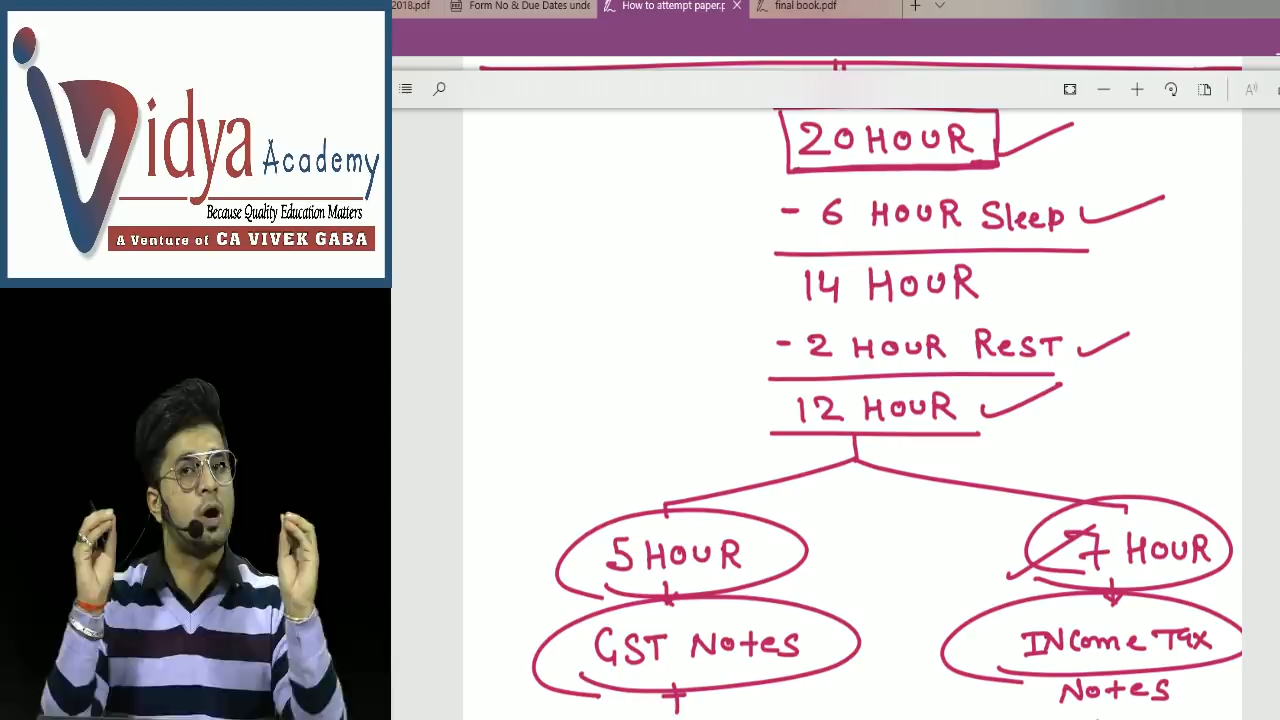 2018.pdf
Form No & Due Dates unde
How to attempt paper.p
final book.pdf
Vidya
Academy
Because Quality Education Matters
A Venture of CA VIVEK GABA
20 HOUR
- 6 HOUR Sleep
14 HOUR
- 2 HOUR REST
12 HOUR
5 HOUR
7 HOUR
GST Notes
INCome Tax
Notes
+